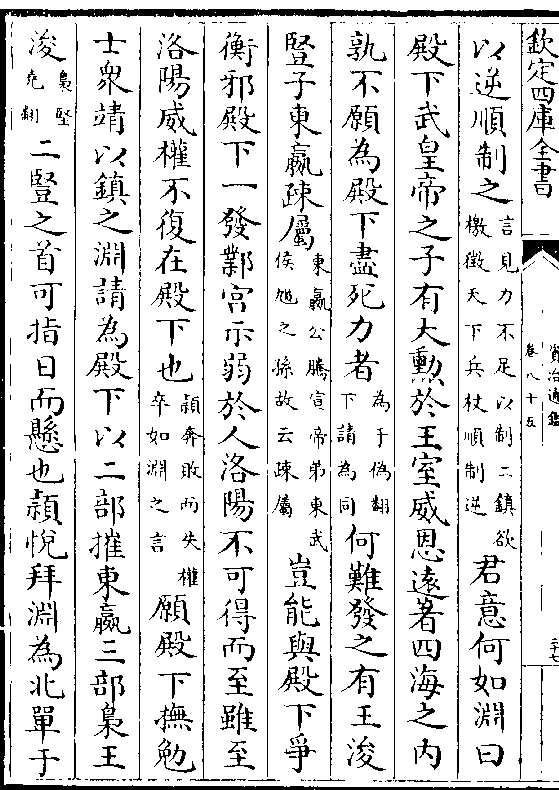 欽定四庫全書
資治通鑑
卷八十五
以逆順制之言見力不足以制二鎮欲檄徵天下兵杖順制逆君意何如淵曰
殿下武皇帝之子有大勲於王室威恩遠著四海之內
孰不願為殿下盡死力者為于偽翻下請為同何難發之有王浚
豎子東嬴疎屬東嬴公騰宣帝弟東武侯馗之孫故云疎屬豈能與殿下爭
衡邪殿下一發鄴宮示弱於人洛陽不可得而至雖至
洛陽威權不復在殿下也潁奔敗而失權卒如淵之言願殿下撫勉
士衆靖以鎮之淵請為殿下以二部摧東嬴三部梟王
浚梟堅堯翻二豎之首可指日而懸也潁悅拜淵為北單于